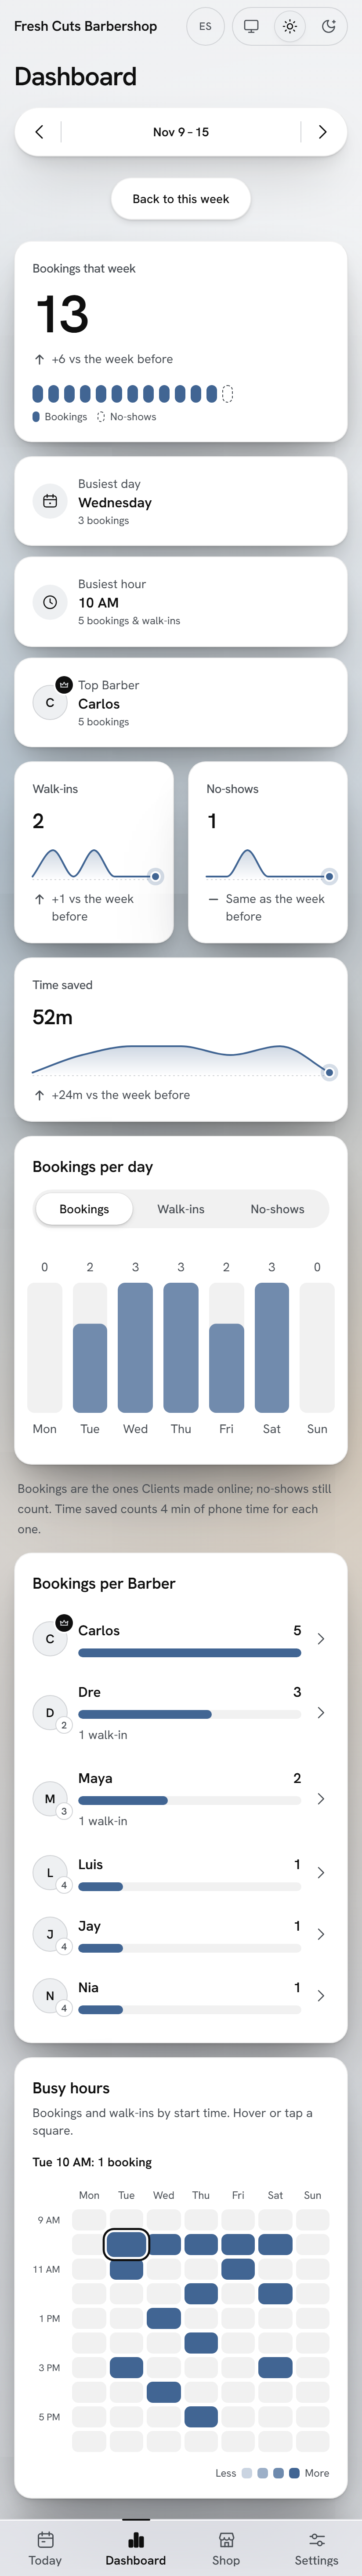 Fresh Cuts Barbershop
ES
Dashboard
Nov 9 – 15
Back to this week
Bookings that week
13
+6 vs the week before
Bookings
No-shows
Busiest day
Wednesday
3 bookings
Busiest hour
10 AM
5 bookings & walk-ins
C
Top Barber
Carlos
5 bookings
Walk-ins
2
+1 vs the week
before
No-shows
1
Same as the week
before
Time saved
52m
+24m vs the week before
Bookings per day
Bookings
Walk-ins
No-shows
0 2 3 3 2 3 0
Mon Tue Wed Thu Fri Sat Sun
Bookings are the ones Clients made online; no-shows still
count. Time saved counts 4 min of phone time for each
one.
Bookings per Barber
C
Carlos 5
D 2
Dre 3
1 walk-in
M 3
Maya 2
1 walk-in
L 4
Luis 1
J 4
Jay 1
N 4
Nia 1
Busy hours
Bookings and walk-ins by start time. Hover or tap a
square.
Tue 10 AM: 1 booking
Mon Tue Wed Thu Fri Sat Sun
9 AM
11 AM
1 PM
3 PM
5 PM
Less More
Today Dashboard Shop Settings